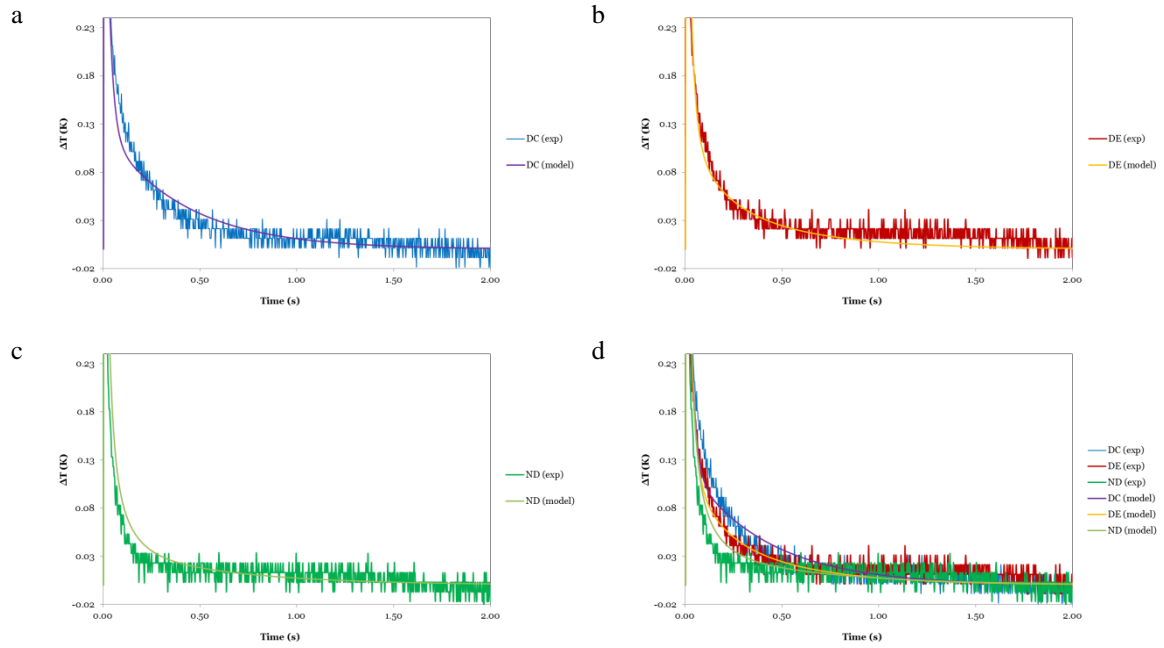 a
0.23
0.18
0.13
0.08
0.03
-0.02
ΔT (K)
0.00 0.50 1.00 1.50 2.00
Time (s)
DC (exp)
DC (model)
b
0.23
0.18
0.13
0.08
0.03
-0.02
ΔT (K)
0.00 0.50 1.00 1.50 2.00
Time (s)
DE (exp)
DE (model)
c
0.23
0.18
0.13
0.08
0.03
-0.02
ΔT (K)
0.00 0.50 1.00 1.50 2.00
Time (s)
ND (exp)
ND (model)
d
0.23
0.18
0.13
0.08
0.03
-0.02
ΔT (K)
0.00 0.50 1.00 1.50 2.00
Time (s)
DC (exp)
DE (exp)
ND (exp)
DC (model)
DE (model)
ND (model)